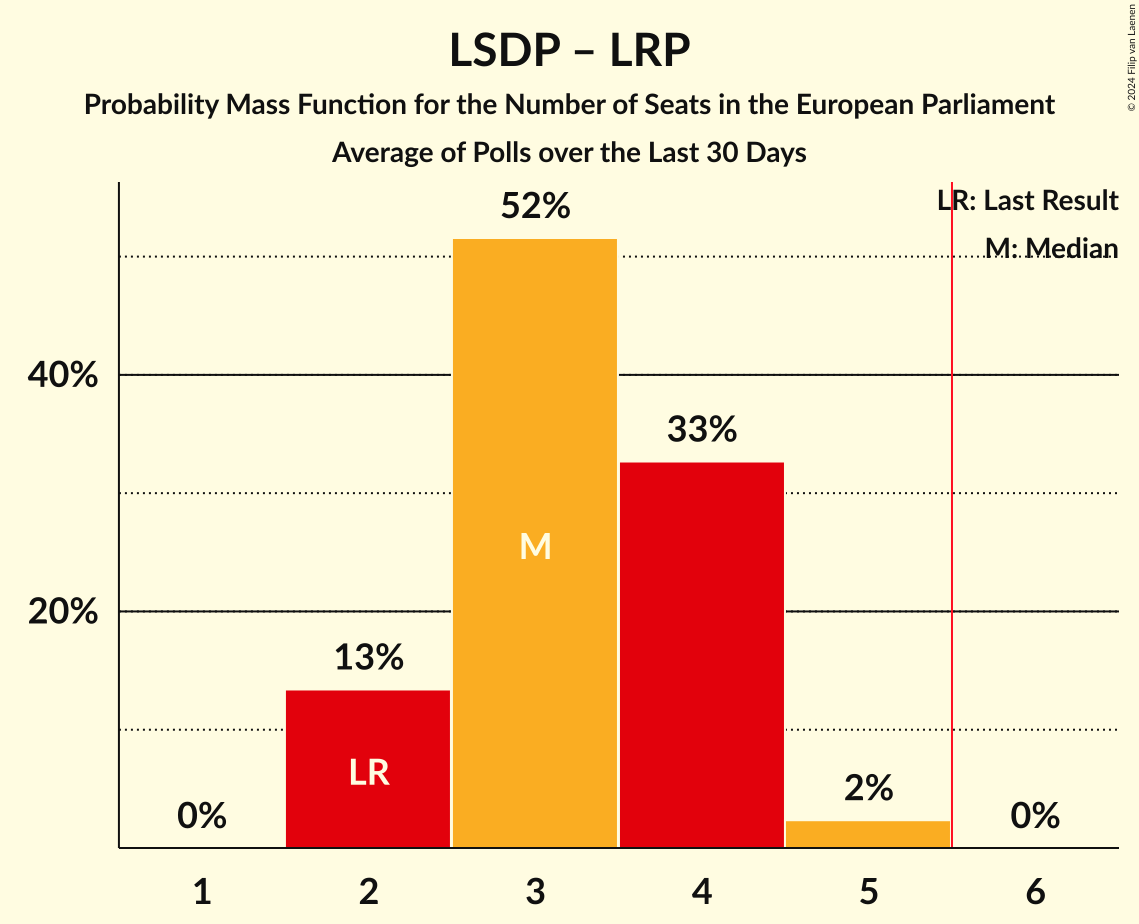 LSDP – LRP
Probability Mass Function for the Number of Seats in the European Parliament
Average of Polls over the Last 30 Days
© 2024 Filip van Laenen
LR: Last Result
M: Median
52%
40%
33%
M
20%
13%
LR
2%
0%
0%
1 2 3 4 5 6